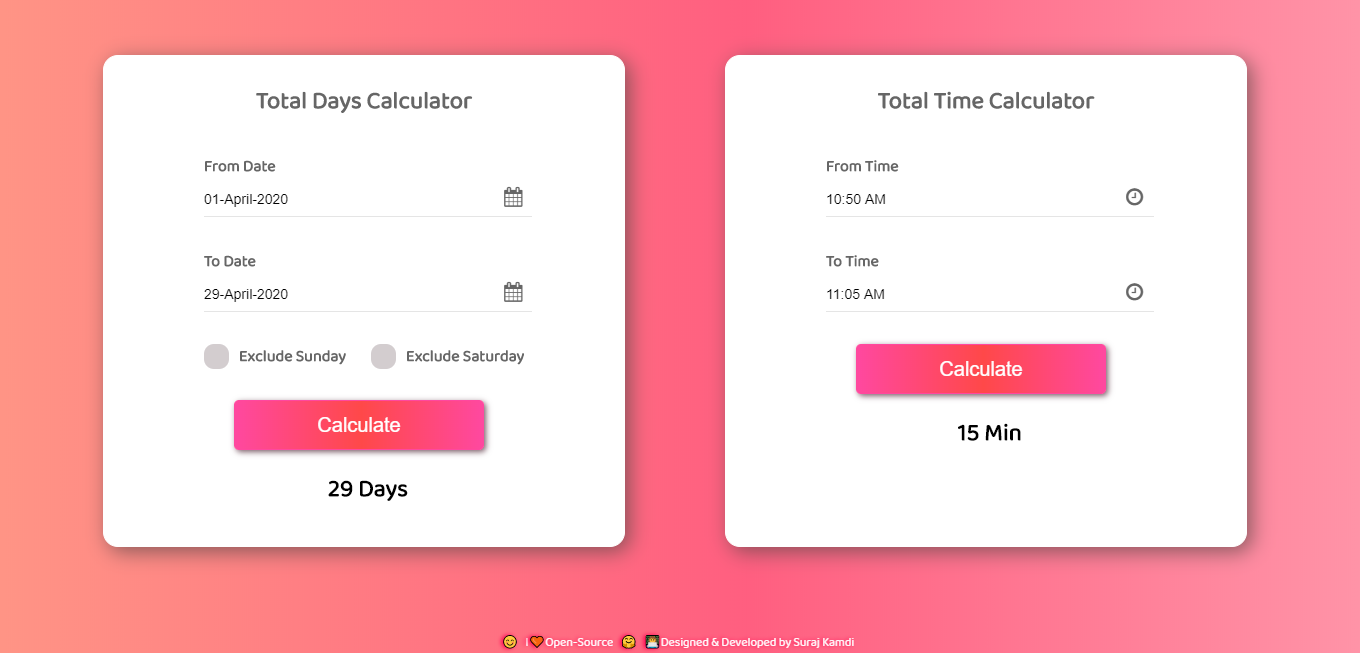 Total Days Calculator
From Date
01-April-2020
To Date
29-April-2020
Exclude Sunday Exclude Saturday
Calculate
29 Days
Total Time Calculator
From Time
10:50 AM
To Time
11:05 AM
Calculate
15 Min
😊 I 🧡Open-Source 🤗 👨‍💻Designed & Developed by Suraj Kamdi